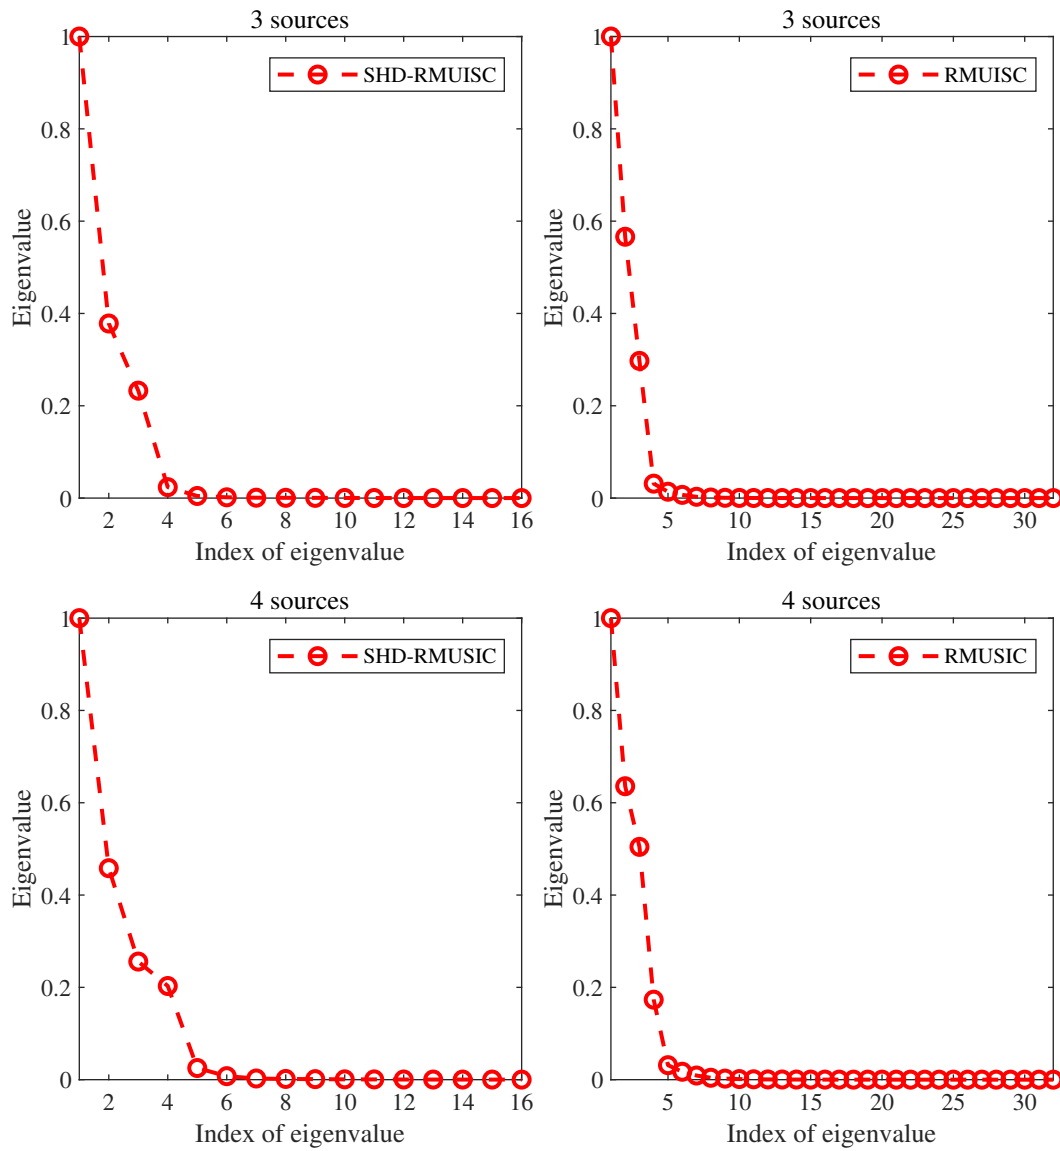 3 sources
SHD-RMUISC
1
0.8
0.6
0.4
0.2
0
Eigenvalue
2 4 6 8 10 12 14 16
Index of eigenvalue
3 sources
RMUISC
1
0.8
0.6
0.4
0.2
0
Eigenvalue
5 10 15 20 25 30
Index of eigenvalue
4 sources
SHD-RMUSIC
1
0.8
0.6
0.4
0.2
0
Eigenvalue
2 4 6 8 10 12 14 16
Index of eigenvalue
4 sources
RMUSIC
1
0.8
0.6
0.4
0.2
0
Eigenvalue
5 10 15 20 25 30
Index of eigenvalue